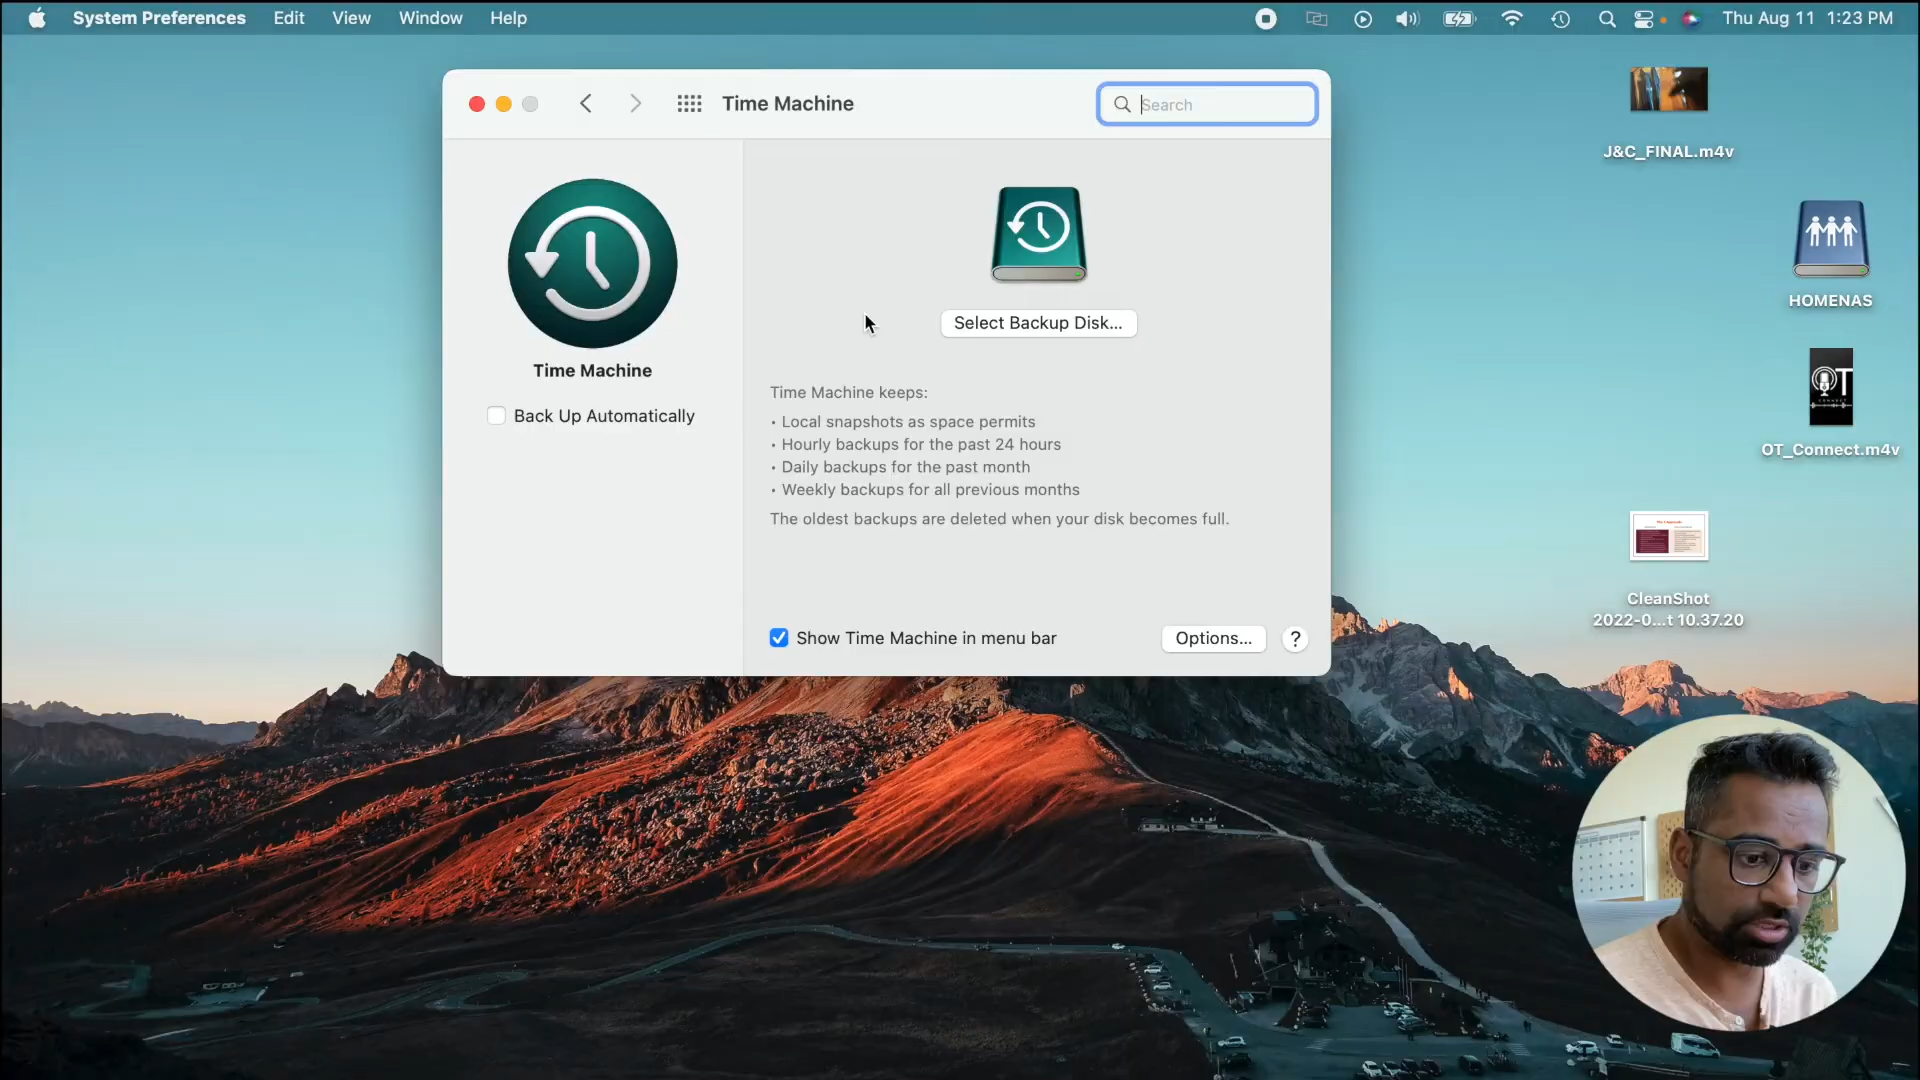 System Preferences Edit View Window Help
Thu Aug 11 1:23 PM
Time Machine
Search
Time Machine
Back Up Automatically
Select Backup Disk...
Time Machine keeps:
• Local snapshots as space permits
• Hourly backups for the past 24 hours
• Daily backups for the past month
• Weekly backups for all previous months
The oldest backups are deleted when your disk becomes full.
Show Time Machine in menu bar
Options...
?
J&C_FINAL.m4v
HOMENAS
OT
OT_Connect.m4v
CleanShot
2022-0...t 10.37.20